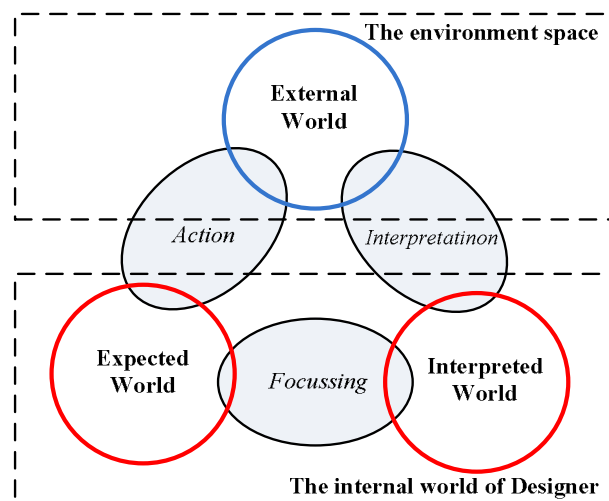 The environment space
External
World
Action
Interpretatinon
Expected
World
Focussing
Interpreted
World
The internal world of Designer